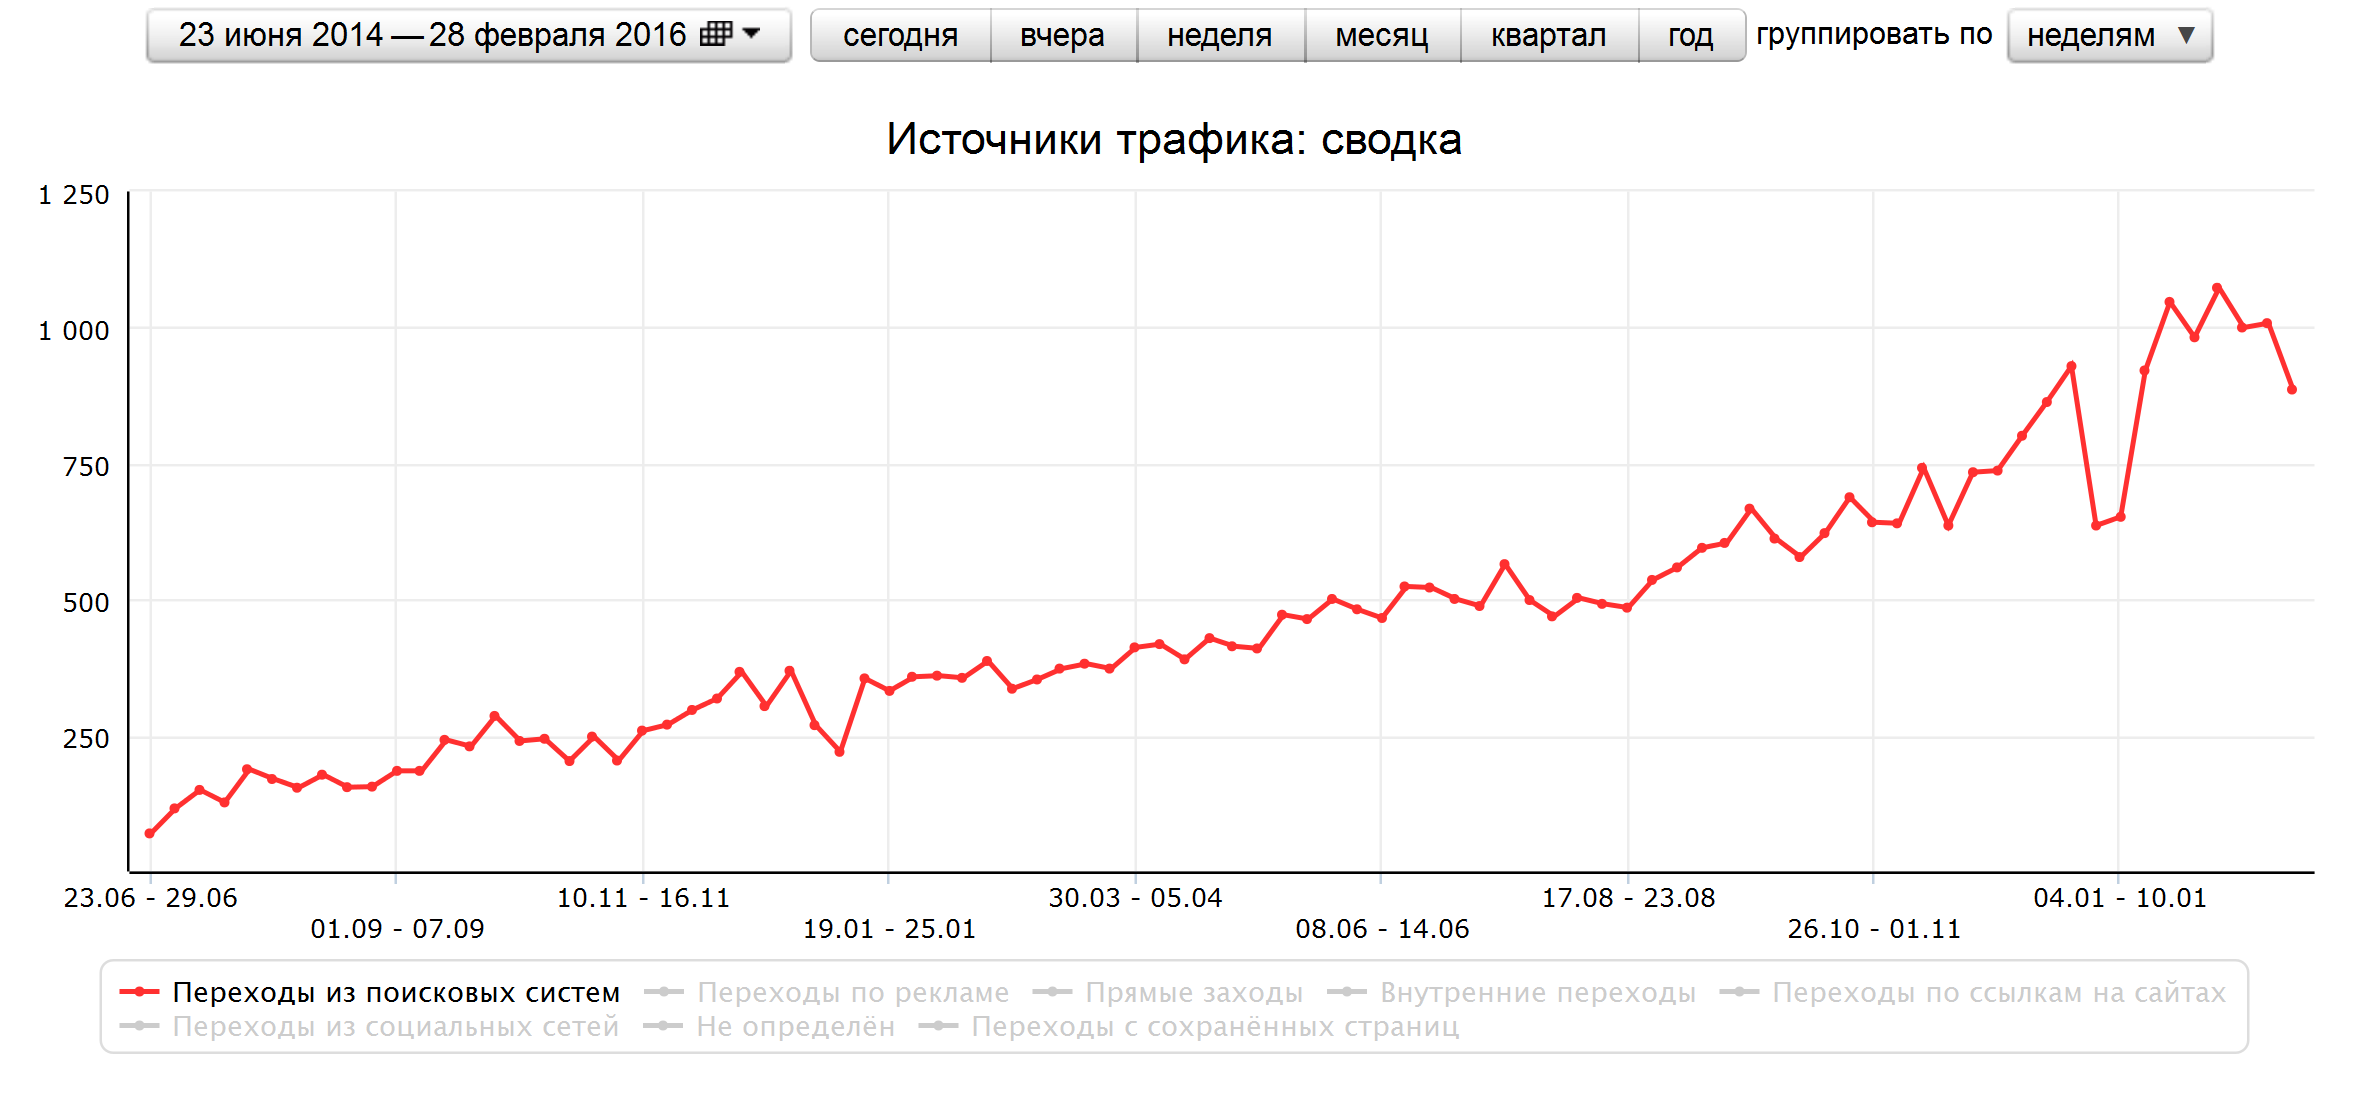 23 июня 2014 — 28 февраля 2016 сегодня вчера неделя месяц квартал год группировать по неделям
Источники трафика: сводка
1 250
1 000
750
500
250
23.06 - 29.06 10.11 - 16.11 30.03 - 05.04 17.08 - 23.08 04.01 - 10.01
01.09 - 07.09 19.01 - 25.01 08.06 - 14.06 26.10 - 01.11
Переходы из поисковых систем Переходы по рекламе Прямые заходы Внутренние переходы Переходы по ссылкам на сайтах
Переходы из социальных сетей Не определён Переходы с сохранённых страниц